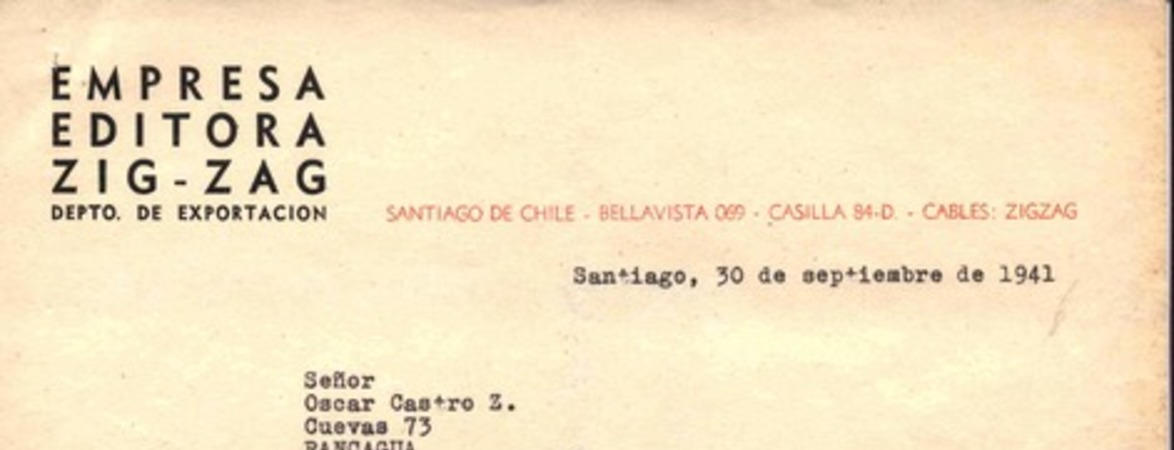 EMPRESA
EDITORA
ZIG-ZAG
DEPTO. DE EXPORTACION
SANTIAGO DE CHILE - BELLAVISTA 069 - CASILLA 84-D. - CABLES: ZIGZAG
Santiago, 30 de septiembre de 1941
Señor
Oscar Castro Z.
Cuevas 73
RANCAGUA